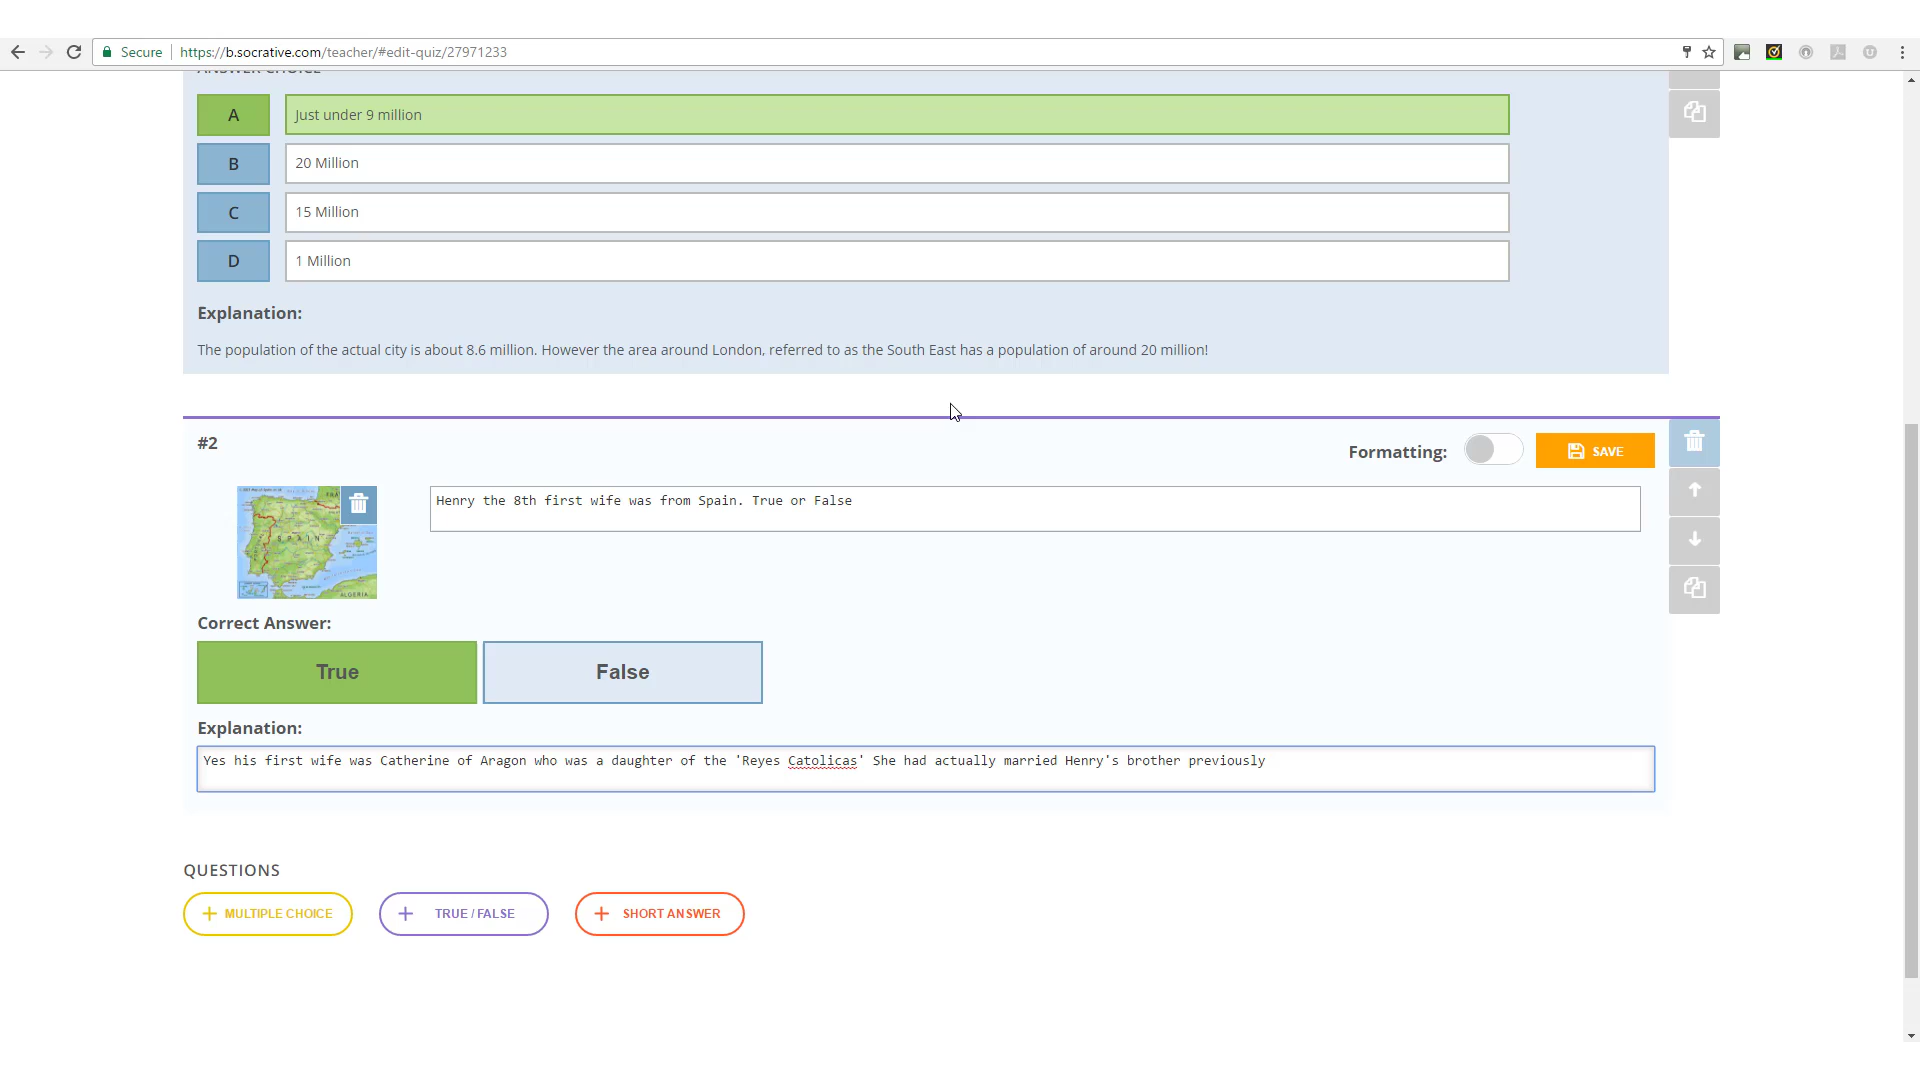 Secure https://b.socrative.com/teacher/#edit-quiz/27971233
ANSWER CHOICE
A Just under 9 million
B 20 Million
C 15 Million
D 1 Million
Explanation:
The population of the actual city is about 8.6 million. However the area around London, referred to as the South East has a population of around 20 million!
#2
Formatting: SAVE
Henry the 8th first wife was from Spain. True or False
SPAIN
ALGERIA
Correct Answer:
True False
Explanation:
Yes his first wife was Catherine of Aragon who was a daughter of the 'Reyes Catolicas' She had actually married Henry's brother previously
QUESTIONS
+ MULTIPLE CHOICE + TRUE / FALSE + SHORT ANSWER